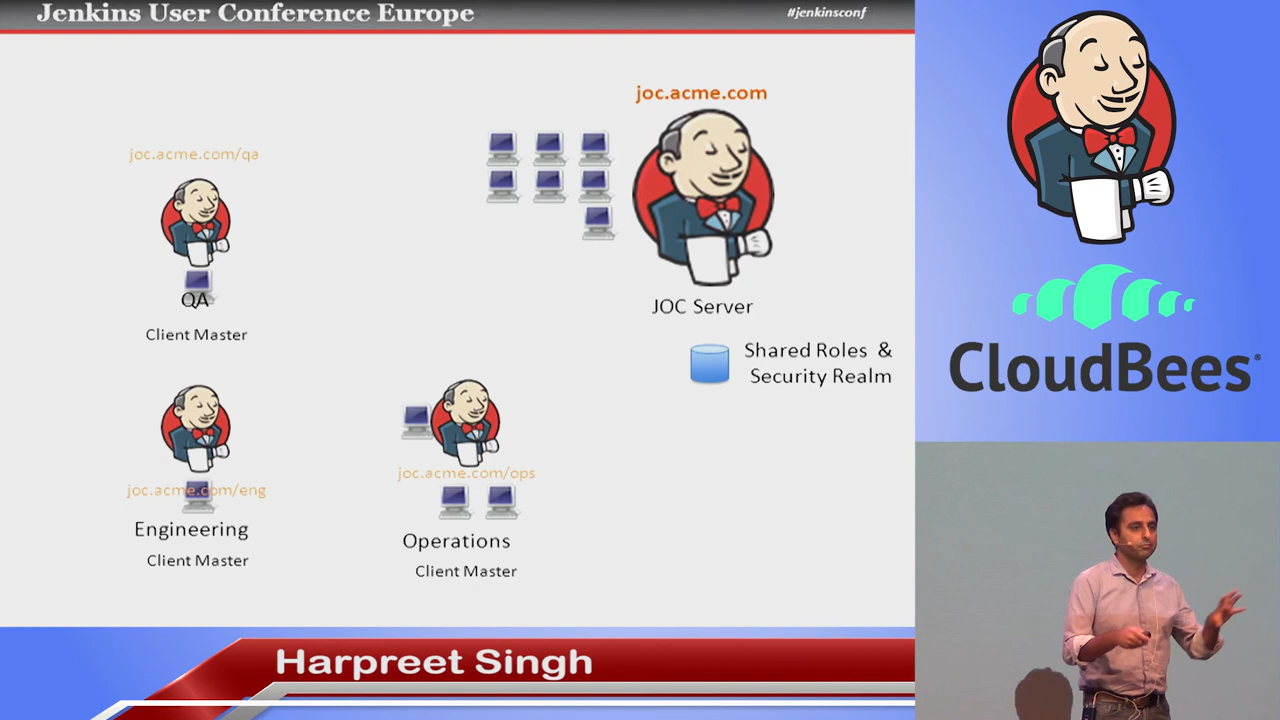 Jenkins User Conference Europe
#jenkinsconf
joc.acme.com
joc.acme.com/qa
QA
Client Master
JOC Server
Shared Roles &
Security Realm
joc.acme.com/eng
Engineering
Client Master
joc.acme.com/ops
Operations
Client Master
CloudBees®
Harpreet Singh